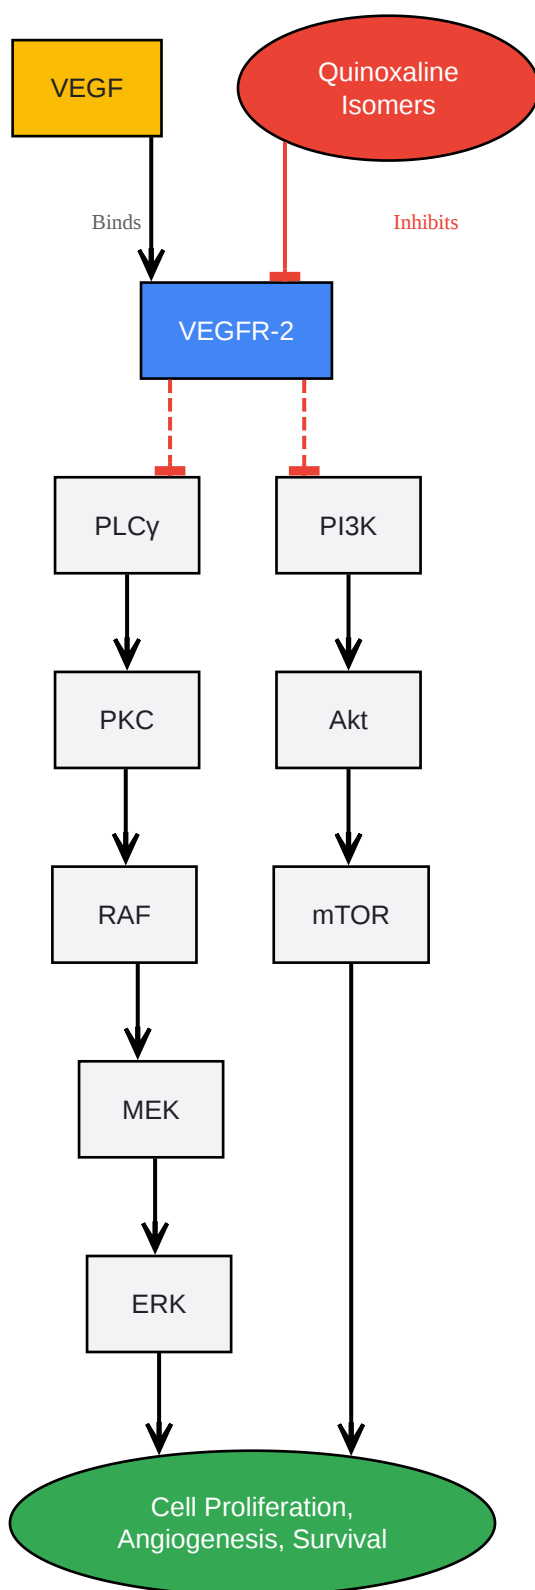 VEGF
Quinoxaline
Isomers
Binds
Inhibits
VEGFR-2
PLCγ
PI3K
PKC
Akt
RAF
mTOR
MEK
ERK
Cell Proliferation,
Angiogenesis, Survival